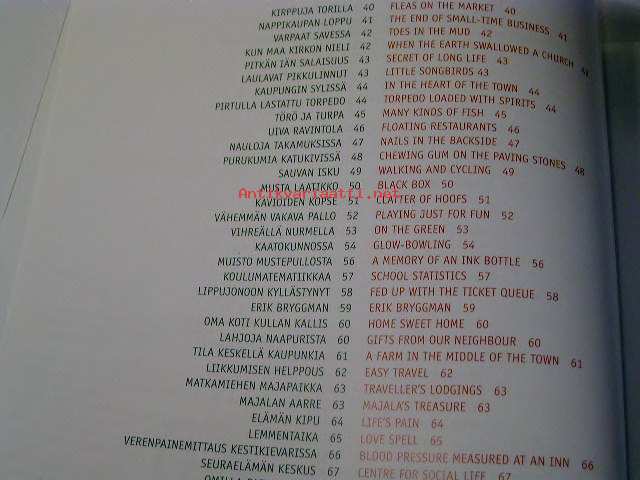 KIRPPUJA TORILLA 40 FLEAS ON THE MARKET 40
NAPPIKAUPAN LOPPU 41 THE END OF SMALL-TIME BUSINESS 41
VARPAAT SAVESSA 42 TOES IN THE MUD 42
KUN MAA KIRKON NIELI 42 WHEN THE EARTH SWALLOWED A CHURCH
PITKÄN IÄN SALAISUUS 43 SECRET OF LONG LIFE 43
LAULAVAT PIKKULINNUT 43 LITTLE SONGBIRDS 43
KAUPUNGIN SYLISSÄ 44 IN THE HEART OF THE TOWN 44
PIRTULLA LASTATTU TORPEDO 44 TORPEDO LOADED WITH SPIRITS 44
TÖRÖ JA TURPA 45 MANY KINDS OF FISH 45
UIVA RAVINTOLA 46 FLOATING RESTAURANTS 46
NAULOJA TAKAMUKSISSA 47 NAILS IN THE BACKSIDE 47
PURUKUMIA KATUKIVISSÄ 48 CHEWING GUM ON THE PAVING STONES 48
SAUVAN ISKU 49 WALKING AND CYCLING 49
MUSTA LAATIKKO 50 BLACK BOX 50
Antikvariaatti.net
KAVIOIDEN KOPSE 51 CLATTER OF HOOFS 51
VÄHEMMÄN VAKAVA PALLO 52 PLAYING JUST FOR FUN 52
VIHREÄLLÄ NURMELLA 53 ON THE GREEN 53
KAATOKUNNOSSA 54 GLOW-BOWLING 54
MUISTO MUSTEPULLOSTA 56 A MEMORY OF AN INK BOTTLE 56
KOULUMATEMATIIKKAA 57 SCHOOL STATISTICS 57
LIPPUJONOON KYLLÄSTYNYT 58 FED UP WITH THE TICKET QUEUE 58
ERIK BRYGGMAN 59 ERIK BRYGGMAN 59
OMA KOTI KULLAN KALLIS 60 HOME SWEET HOME 60
LAHJOJA NAAPURISTA 60 GIFTS FROM OUR NEIGHBOUR 60
TILA KESKELLÄ KAUPUNKIA 61 A FARM IN THE MIDDLE OF THE TOWN 61
LIIKKUMISEN HELPPOUS 62 EASY TRAVEL 62
MATKAMIEHEN MAJAPAIKKA 63 TRAVELLER'S LODGINGS 63
MAJALAN AARRE 63 MAJALA'S TREASURE 63
ELÄMÄN KIPU 64 LIFE'S PAIN 64
LEMMENTAIKA 65 LOVE SPELL 65
VERENPAINEMITTAUS KESTIKIEVARISSA 66 BLOOD PRESSURE MEASURED AT AN INN 66
SEURAELÄMÄN KESKUS 67 CENTRE FOR SOCIAL LIFE 67